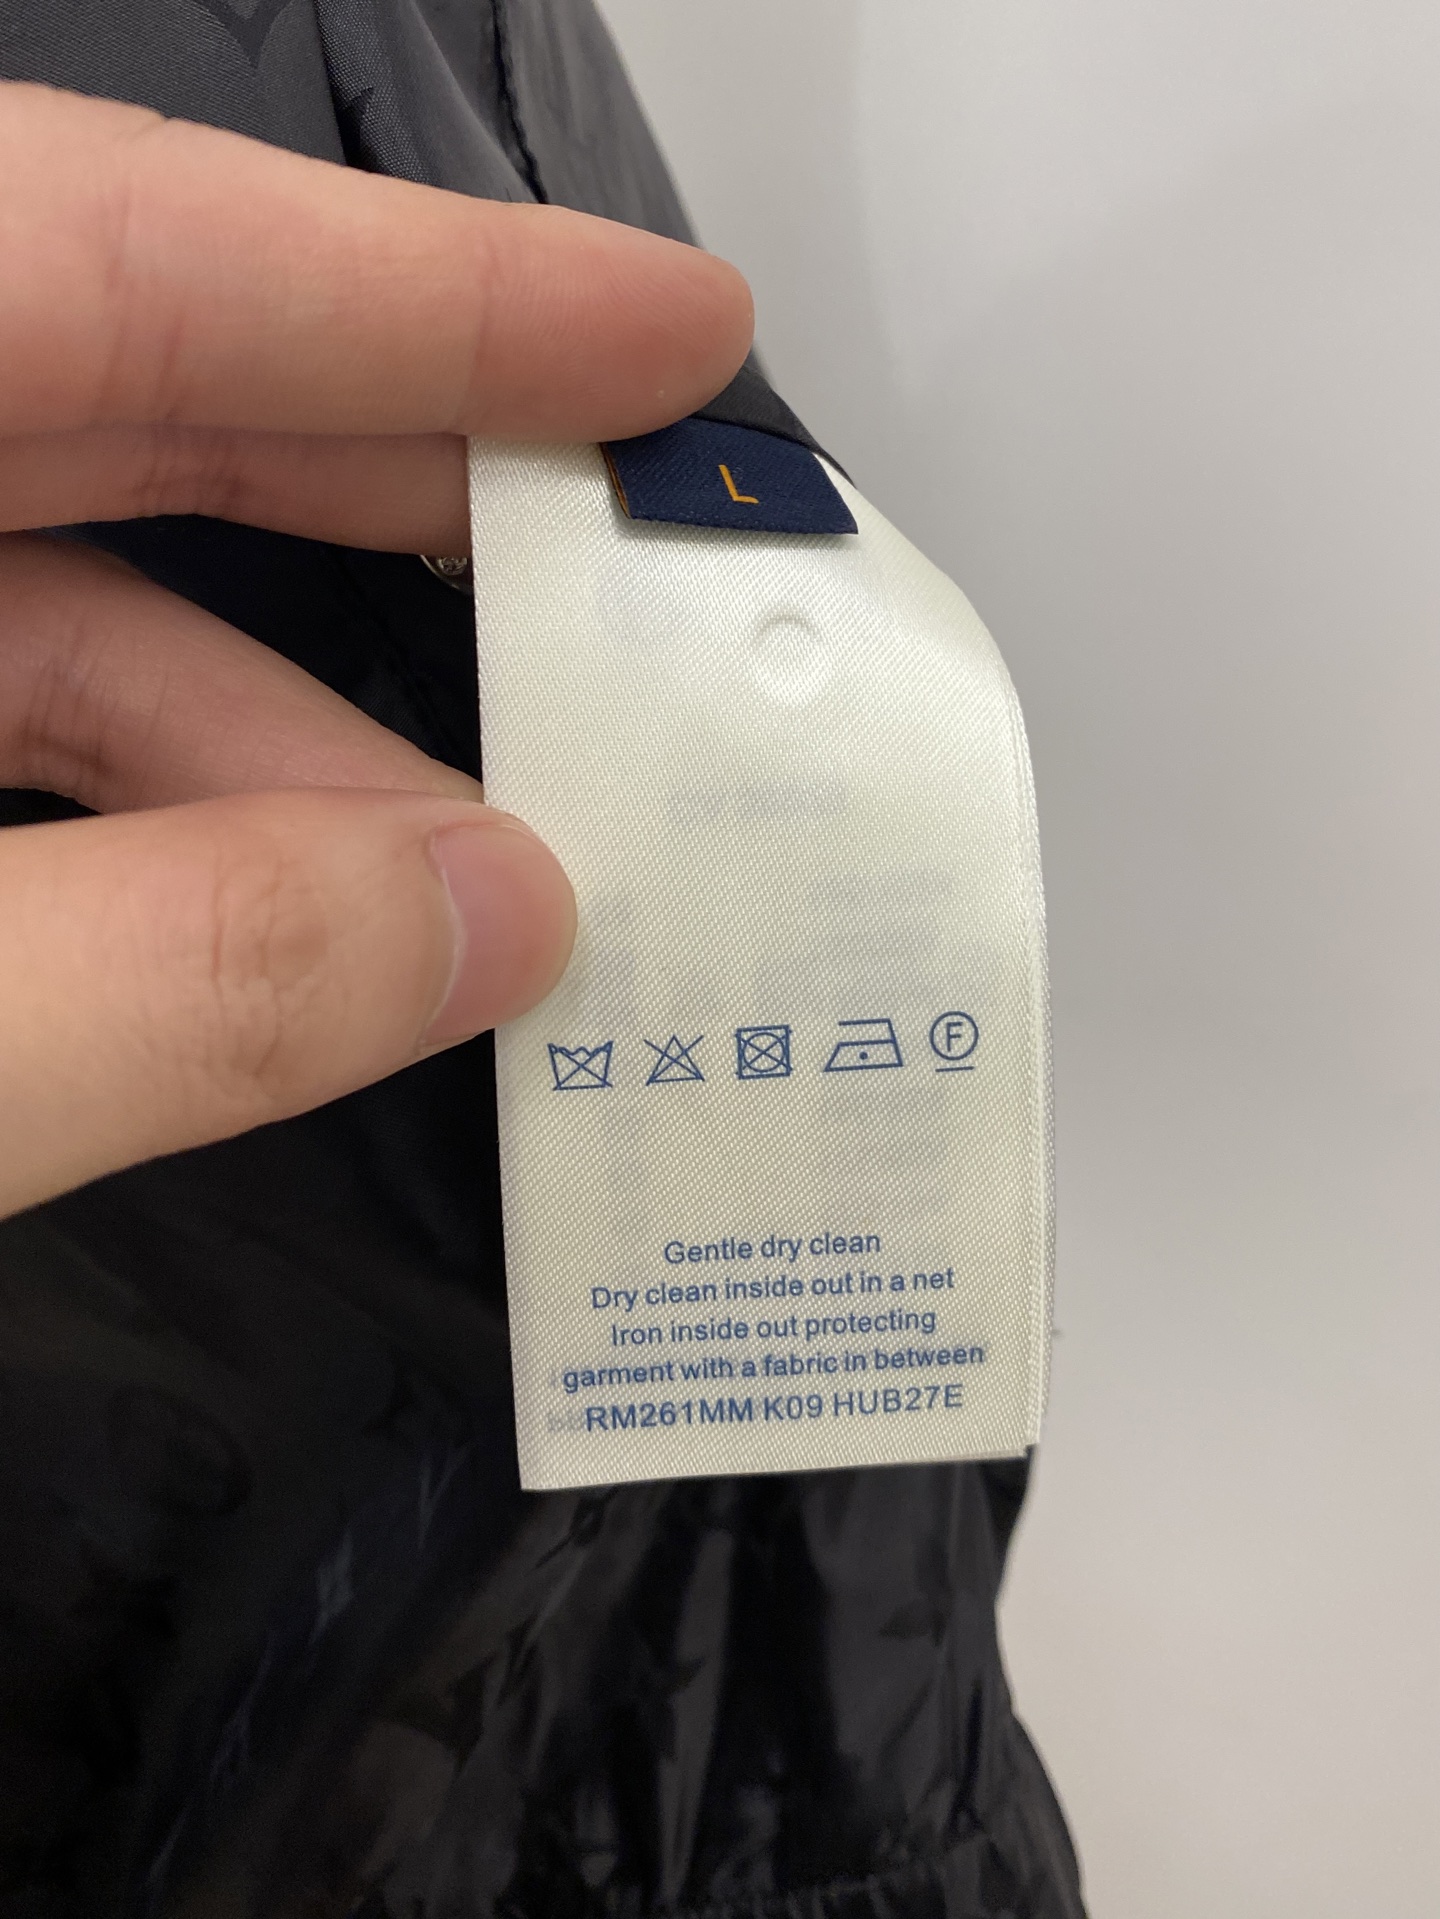 L
F
Gentle dry clean
Dry clean inside out in a net
Iron inside out protecting
garment with a fabric in between
RM261MM K09 HUB27E